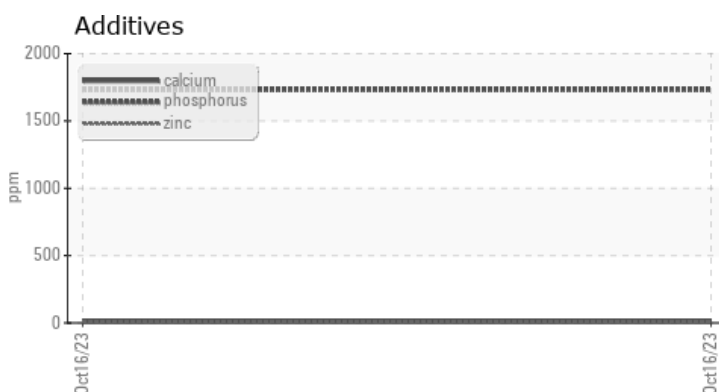 Additives
2000
1500
1000
500
0
ppm
calcium
phosphorus
zinc
Oct16/23
Oct16/23